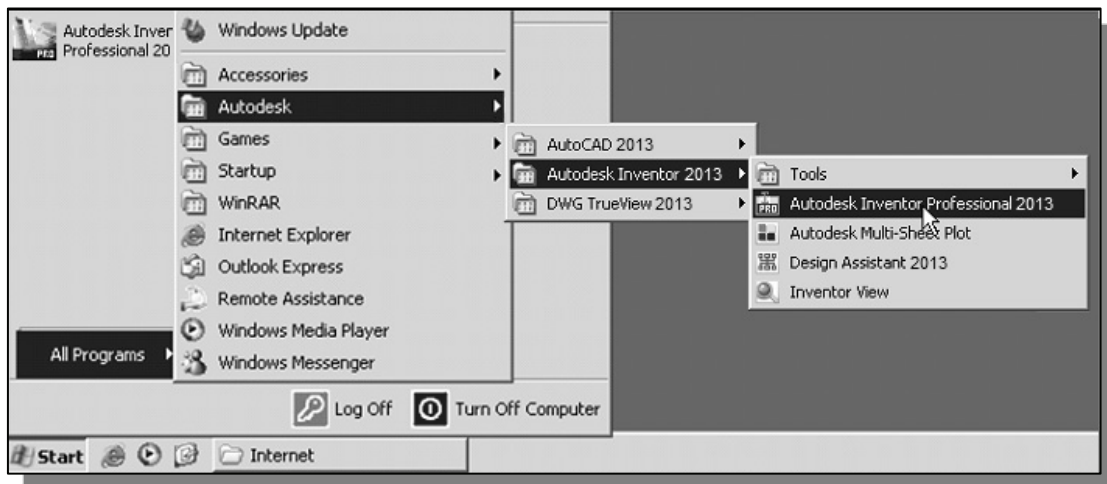 Autodesk Inver
Professional 20
Windows Update
Accessories
Autodesk
Games
Startup
WinRAR
Internet Explorer
Outlook Express
Remote Assistance
Windows Media Player
Windows Messenger
AutoCAD 2013
Autodesk Inventor 2013
DWG TrueView 2013
Tools
Autodesk Inventor Professional 2013
Autodesk Multi-Sheet Plot
Design Assistant 2013
Inventor View
All Programs
Log Off
Turn Off Computer
Start
Internet